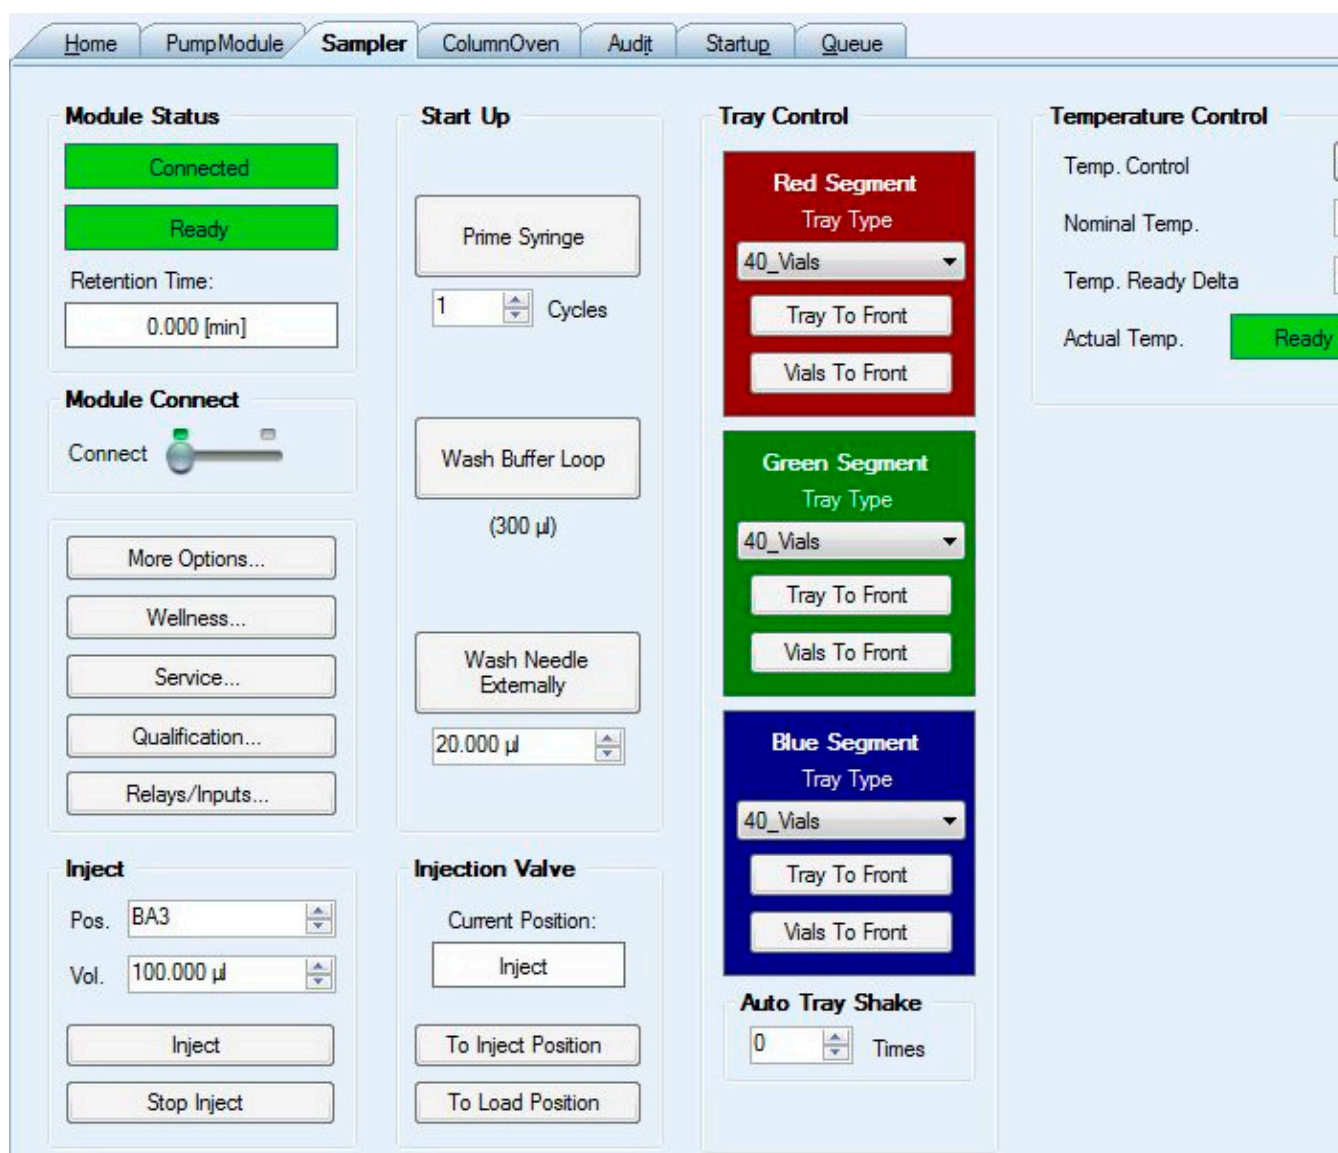 Home PumpModule Sampler ColumnOven Audit Startup Queue
Module Status
Connected
Ready
Retention Time:
0.000 [min]
Module Connect
Connect
More Options...
Wellness...
Service...
Qualification...
Relays/Inputs...
Inject
Pos. BA3
Vol. 100.000 µl
Inject
Stop Inject
Start Up
Prime Syringe
1 Cycles
Wash Buffer Loop
(300 µl)
Wash Needle
Externally
20.000 µl
Injection Valve
Current Position:
Inject
To Inject Position
To Load Position
Tray Control
Red Segment
Tray Type
40_Vials
Tray To Front
Vials To Front
Green Segment
Tray Type
40_Vials
Tray To Front
Vials To Front
Blue Segment
Tray Type
40_Vials
Tray To Front
Vials To Front
Auto Tray Shake
0 Times
Temperature Control
Temp. Control
Nominal Temp.
Temp. Ready Delta
Actual Temp. Ready